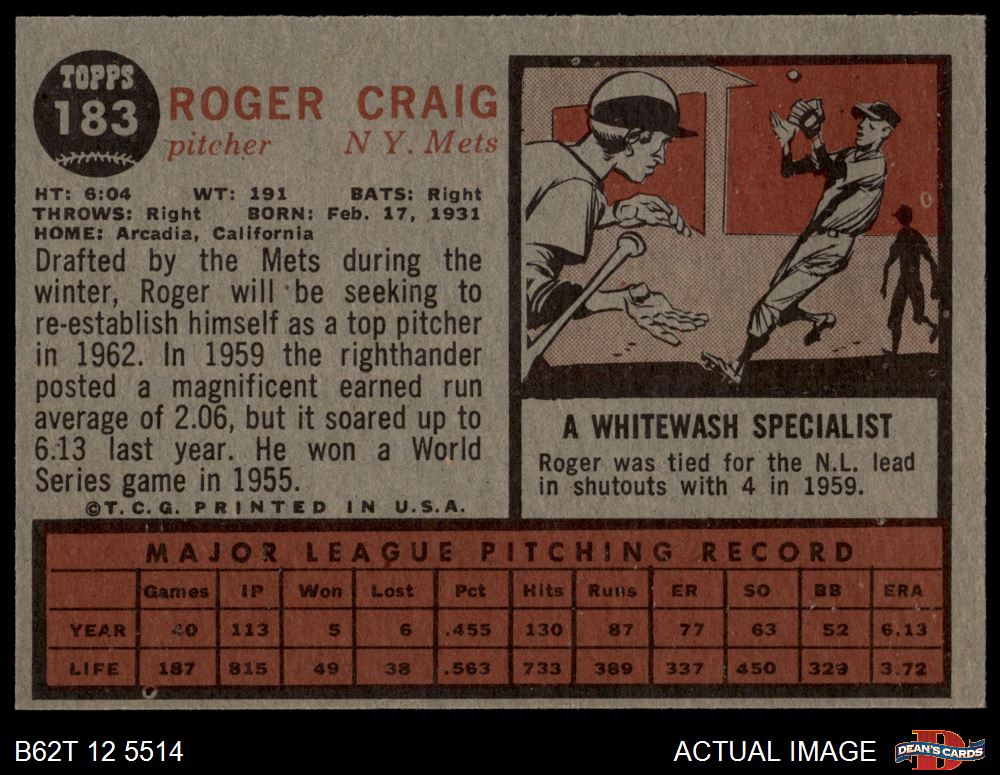 TOPPS
183
ROGER CRAIG
pitcher N Y. Mets
HT: 6:04 WT: 191 BATS: Right
THROWS: Right BORN: Feb. 17, 1931
HOME: Arcadia, California
Drafted by the Mets during the
winter, Roger will be seeking to
re-establish himself as a top pitcher
in 1962. In 1959 the righthander
posted a magnificent earned run
average of 2.06, but it soared up to
6.13 last year. He won a World
Series game in 1955.
©T.C.G. PRINTED IN U.S.A.
A WHITEWASH SPECIALIST
Roger was tied for the N.L. lead
in shutouts with 4 in 1959.
MAJOR LEAGUE PITCHING RECORD
Games IP Won Lost Pct Hits Runs ER SO BB ERA
YEAR 40 113 5 6 .455 130 87 77 63 52 6.13
LIFE 187 815 49 38 .563 733 389 337 450 329 3.72
B62T 12 5514
ACTUAL IMAGE
DEAN'S CARDS